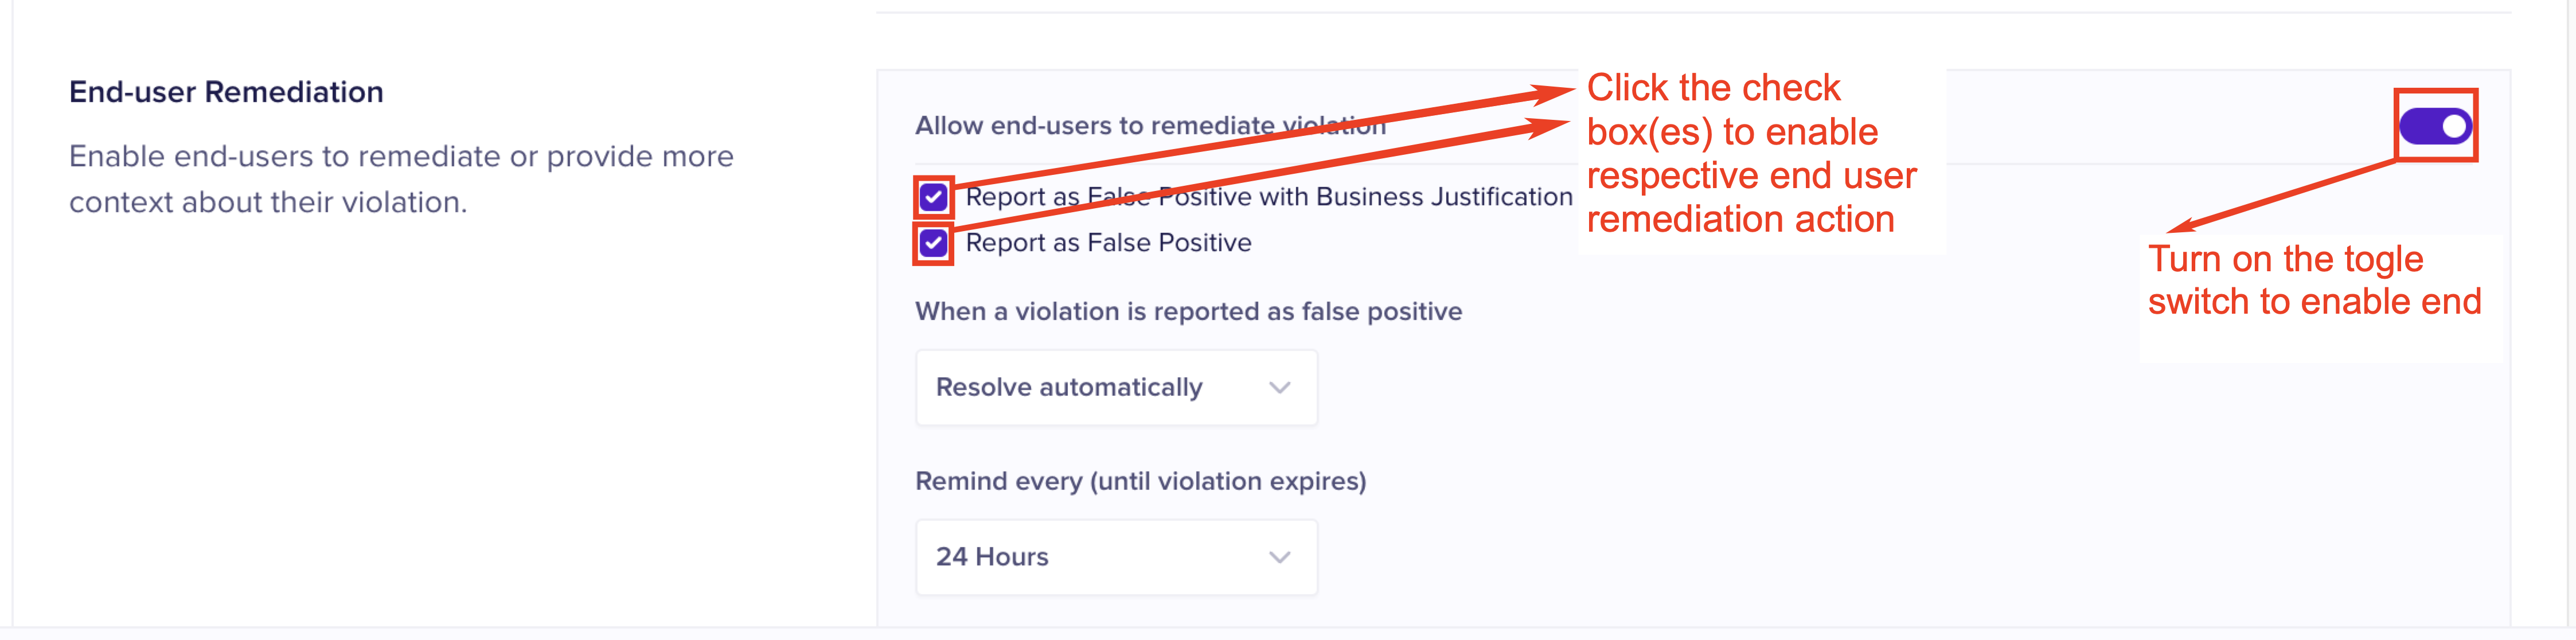 End-user Remediation
Enable end-users to remediate or provide more
context about their violation.
Allow end-users to remediate violation
Click the check
box(es) to enable
respective end user
remediation action
Report as False Positive with Business Justification
Report as False Positive
Turn on the togle
switch to enable end
When a violation is reported as false positive
Resolve automatically
Remind every (until violation expires)
24 Hours